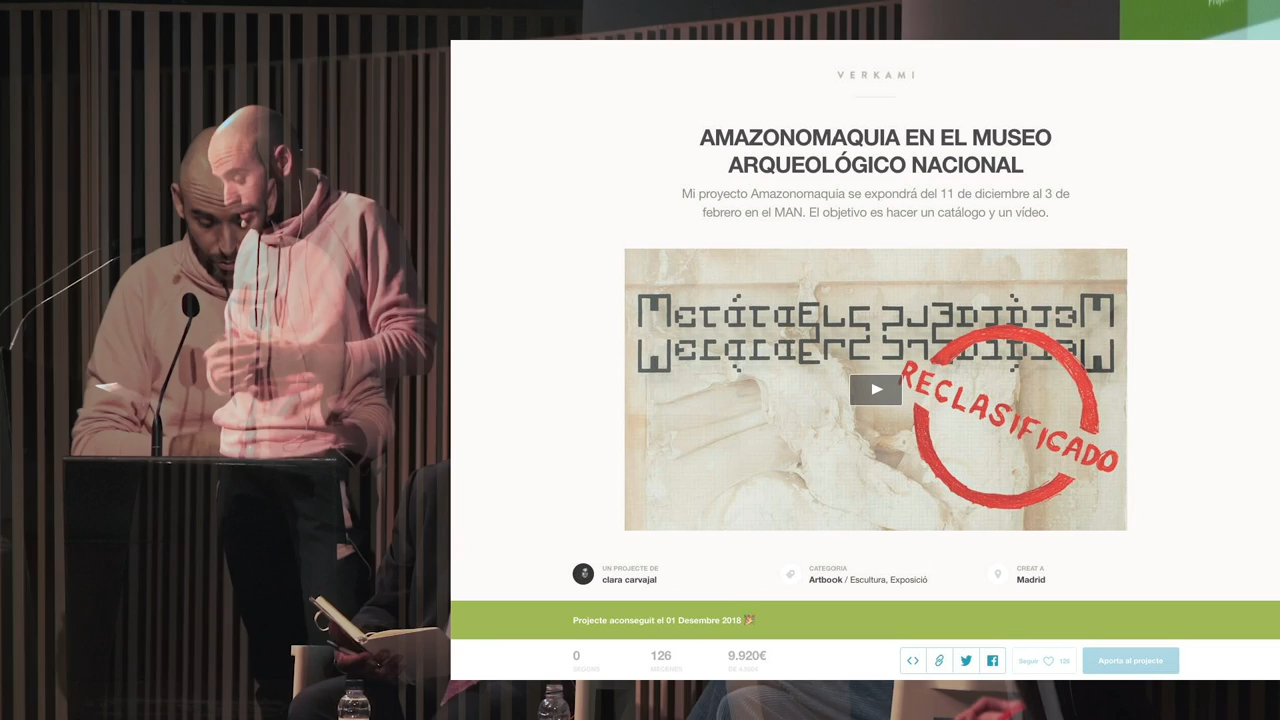 VERKAMI
AMAZONOMAQUIA EN EL MUSEO
ARQUEOLÓGICO NACIONAL
Mi proyecto Amazonomaquia se expondrá del 11 de diciembre al 3 de
febrero en el MAN. El objetivo es hacer un catálogo y un vídeo.
RECLASIFICADO
UN PROJECTE DE
clara carvajal
CATEGORIA
Artbook / Escultura, Exposició
CREAT A
Madrid
Projecte aconseguit el 01 Desembre 2018
0
126
9.920€
MECENES
Seguir
Aporta al projecte